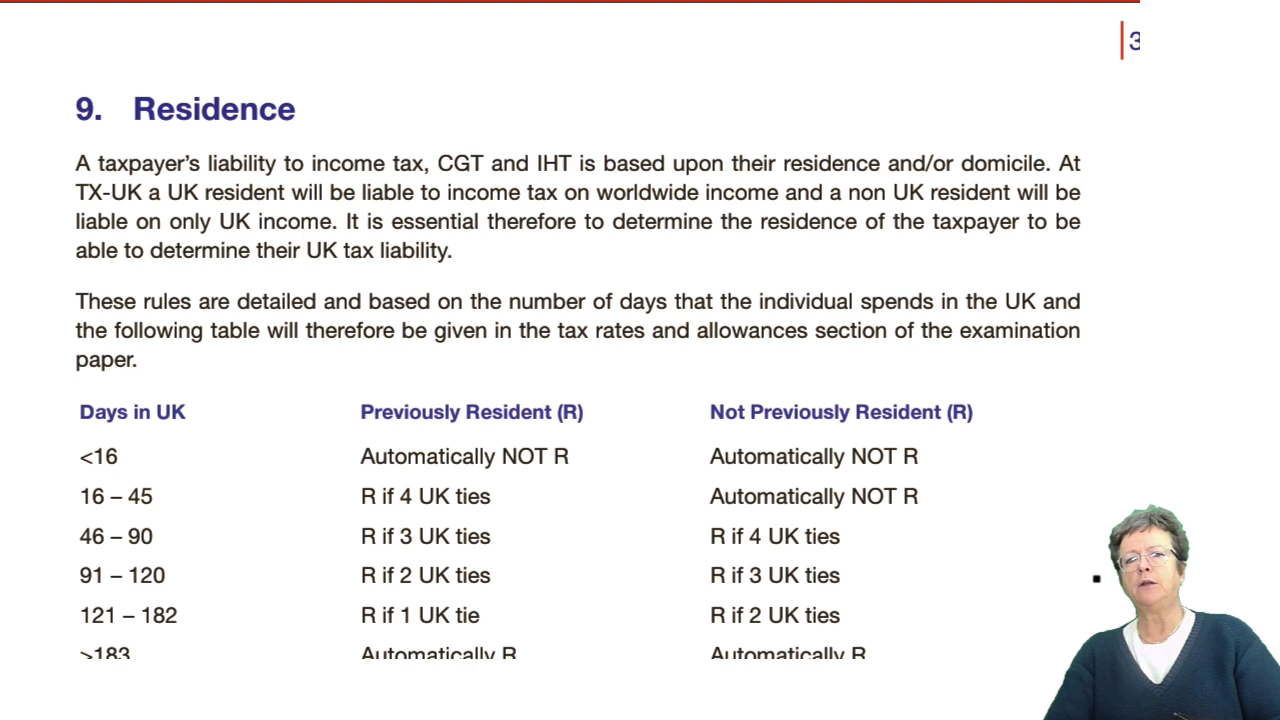 3
9. Residence
A taxpayer's liability to income tax, CGT and IHT is based upon their residence and/or domicile. At
TX-UK a UK resident will be liable to income tax on worldwide income and a non UK resident will be
liable on only UK income. It is essential therefore to determine the residence of the taxpayer to be
able to determine their UK tax liability.
These rules are detailed and based on the number of days that the individual spends in the UK and
the following table will therefore be given in the tax rates and allowances section of the examination
paper.
Days in UK Previously Resident (R) Not Previously Resident (R)
<16 Automatically NOT R Automatically NOT R
16 – 45 R if 4 UK ties Automatically NOT R
46 – 90 R if 3 UK ties R if 4 UK ties
91 – 120 R if 2 UK ties R if 3 UK ties
121 – 182 R if 1 UK tie R if 2 UK ties
>183 Automatically R Automatically R